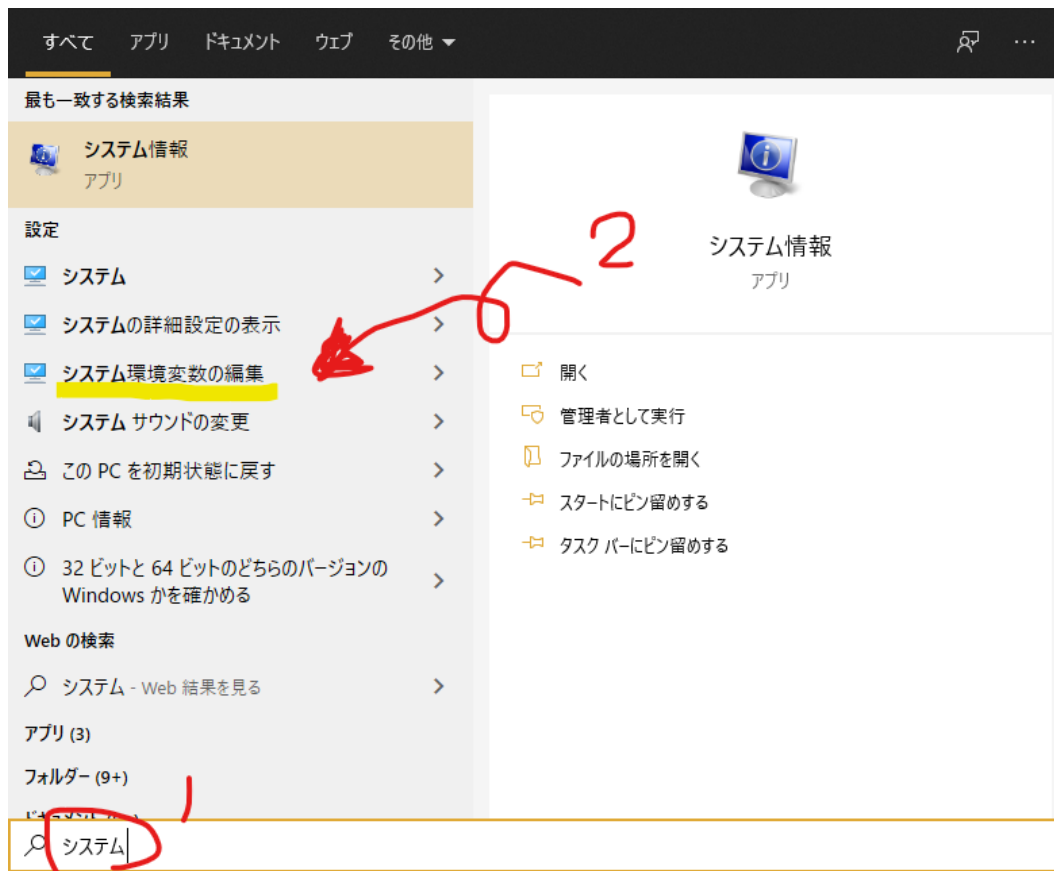 すべて アプリ ドキュメント ウェブ その他
最も一致する検索結果
システム情報
アプリ
設定
システム
システムの詳細設定の表示
システム環境変数の編集
システム サウンドの変更
この PC を初期状態に戻す
PC 情報
32 ビットと 64 ビットのどちらのバージョンの
Windows かを確かめる
Web の検索
システム - Web 結果を見る
アプリ (3)
フォルダー (9+)
1
システム
2
システム情報
アプリ
開く
管理者として実行
ファイルの場所を開く
スタートにピン留めする
タスク バーにピン留めする